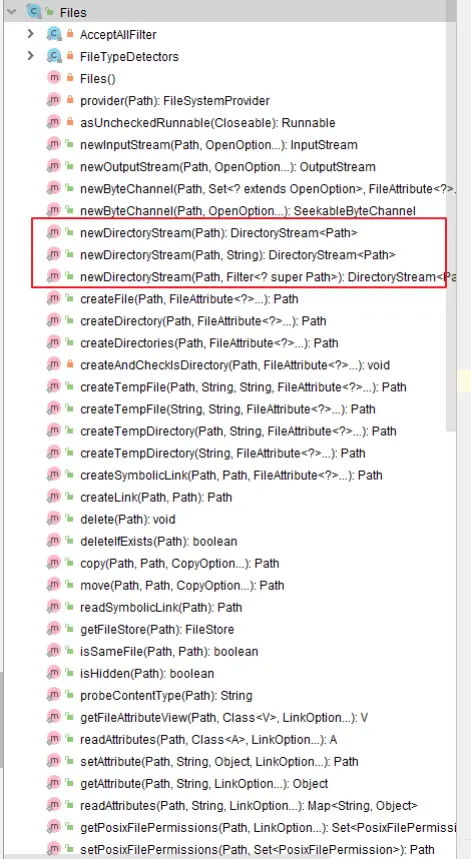 Files
AcceptAllFilter
FileTypeDetectors
Files()
provider(Path): FileSystemProvider
asUncheckedRunnable(Closeable): Runnable
newInputStream(Path, OpenOption...): InputStream
newOutputStream(Path, OpenOption...): OutputStream
newByteChannel(Path, Set<? extends OpenOption>, FileAttribute<?>.
newByteChannel(Path, OpenOption...): SeekableByteChannel
newDirectoryStream(Path): DirectoryStream<Path>
newDirectoryStream(Path, String): DirectoryStream<Path>
newDirectoryStream(Path, Filter<? super Path>): DirectoryStream<Pa
createFile(Path, FileAttribute<?>...): Path
createDirectory(Path, FileAttribute<?>...): Path
createDirectories(Path, FileAttribute<?>...): Path
createAndCheckIsDirectory(Path, FileAttribute<?>...): void
createTempFile(Path, String, String, FileAttribute<?>...): Path
createTempFile(String, String, FileAttribute<?>...): Path
createTempDirectory(Path, String, FileAttribute<?>...): Path
createTempDirectory(String, FileAttribute<?>...): Path
createSymbolicLink(Path, Path, FileAttribute<?>...): Path
createLink(Path, Path): Path
delete(Path): void
deleteIfExists(Path): boolean
copy(Path, Path, CopyOption...): Path
move(Path, Path, CopyOption...): Path
readSymbolicLink(Path): Path
getFileStore(Path): FileStore
isSameFile(Path, Path): boolean
isHidden(Path): boolean
probeContentType(Path): String
getFileAttributeView(Path, Class<V>, LinkOption...): V
readAttributes(Path, Class<A>, LinkOption...): A
setAttribute(Path, String, Object, LinkOption...): Path
getAttribute(Path, String, LinkOption...): Object
readAttributes(Path, String, LinkOption...): Map<String, Object>
getPosixFilePermissions(Path, LinkOption...): Set<PosixFilePermissi
setPosixFilePermissions(Path, Set<PosixFilePermission>): Path